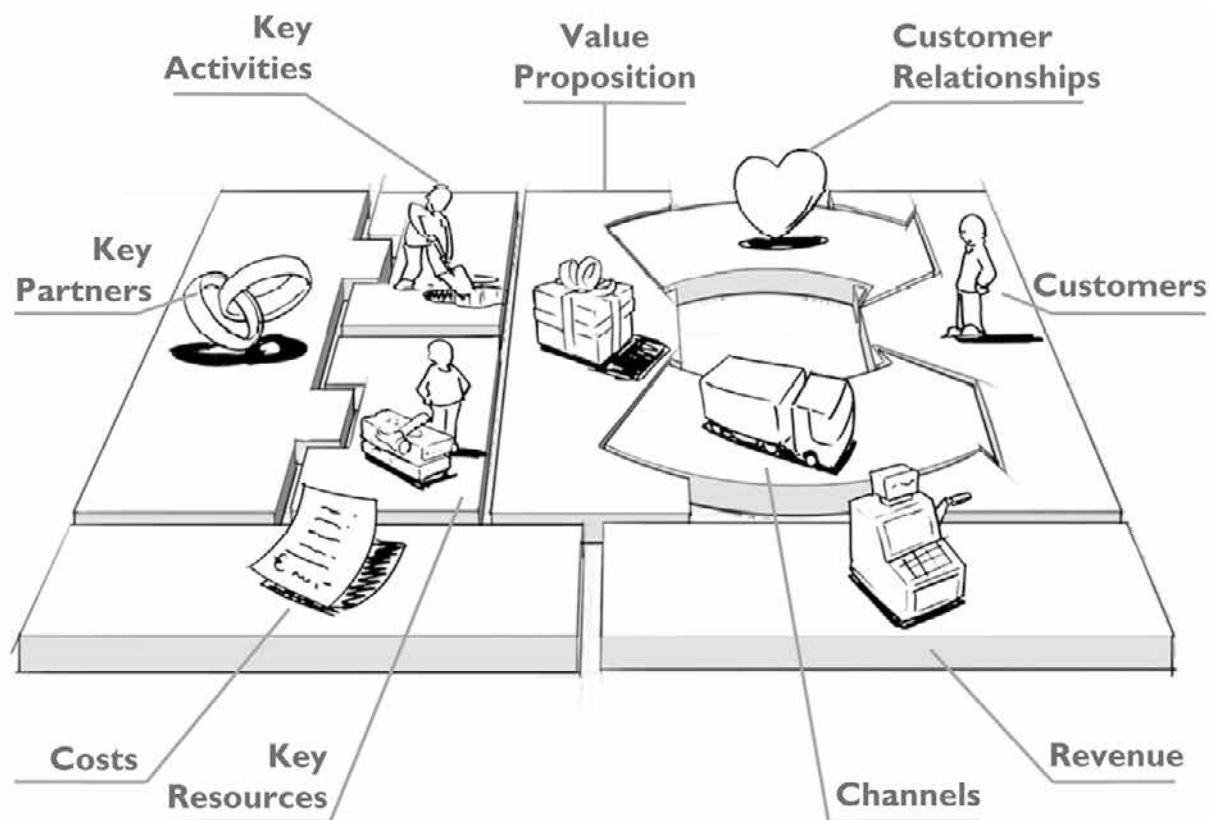 Key
Activities
Value
Proposition
Customer
Relationships
Key
Partners
Customers
Costs
Key
Resources
Channels
Revenue